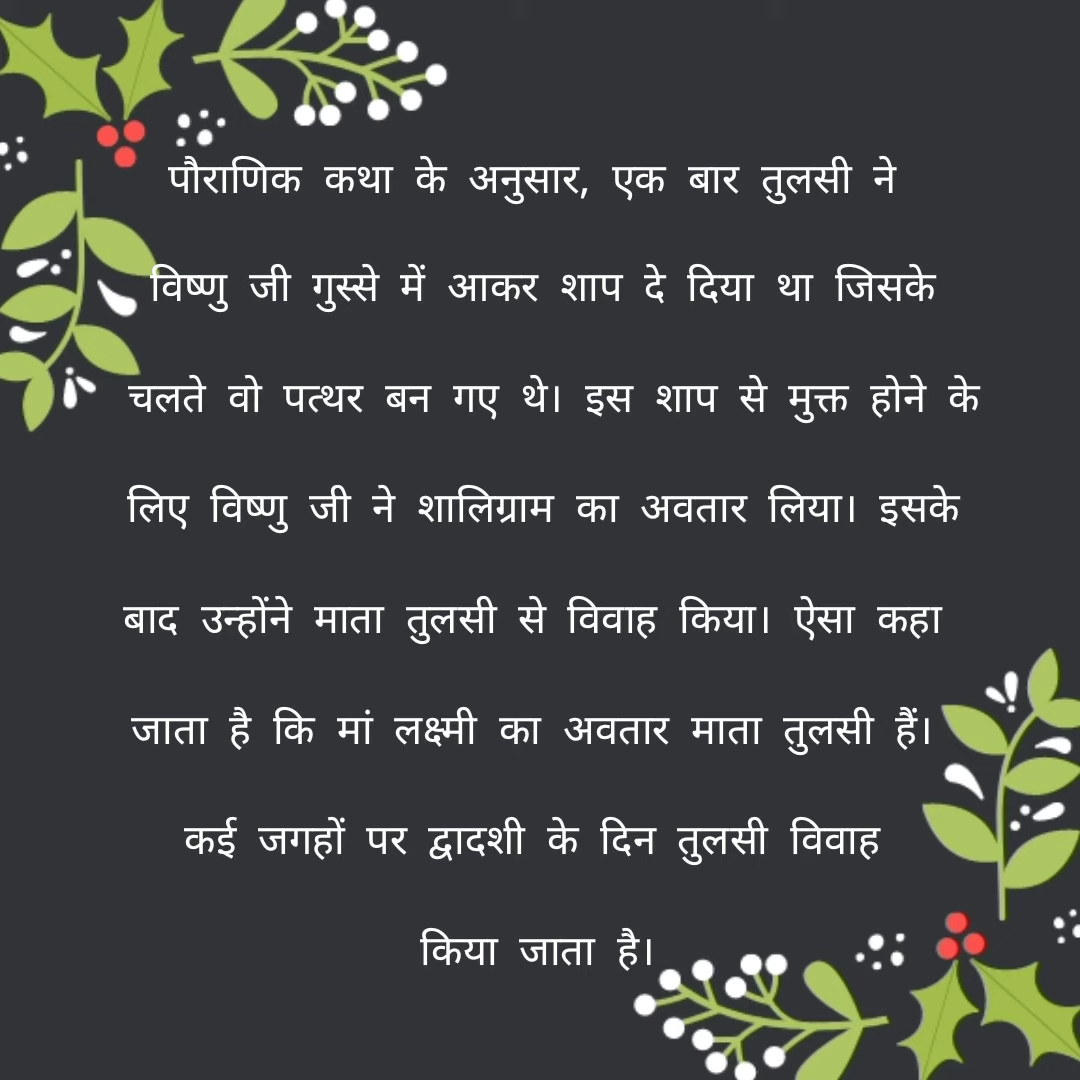 पौराणिक कथा के अनुसार, एक बार तुलसी ने
विष्णु जी गुस्से में आकर शाप दे दिया था जिसके
चलते वो पत्थर बन गए थे। इस शाप से मुक्त होने के
लिए विष्णु जी ने शालिग्राम का अवतार लिया। इसके
बाद उन्होंने माता तुलसी से विवाह किया। ऐसा कहा
जाता है कि मां लक्ष्मी का अवतार माता तुलसी हैं।
कई जगहों पर द्वादशी के दिन तुलसी विवाह
किया जाता है।